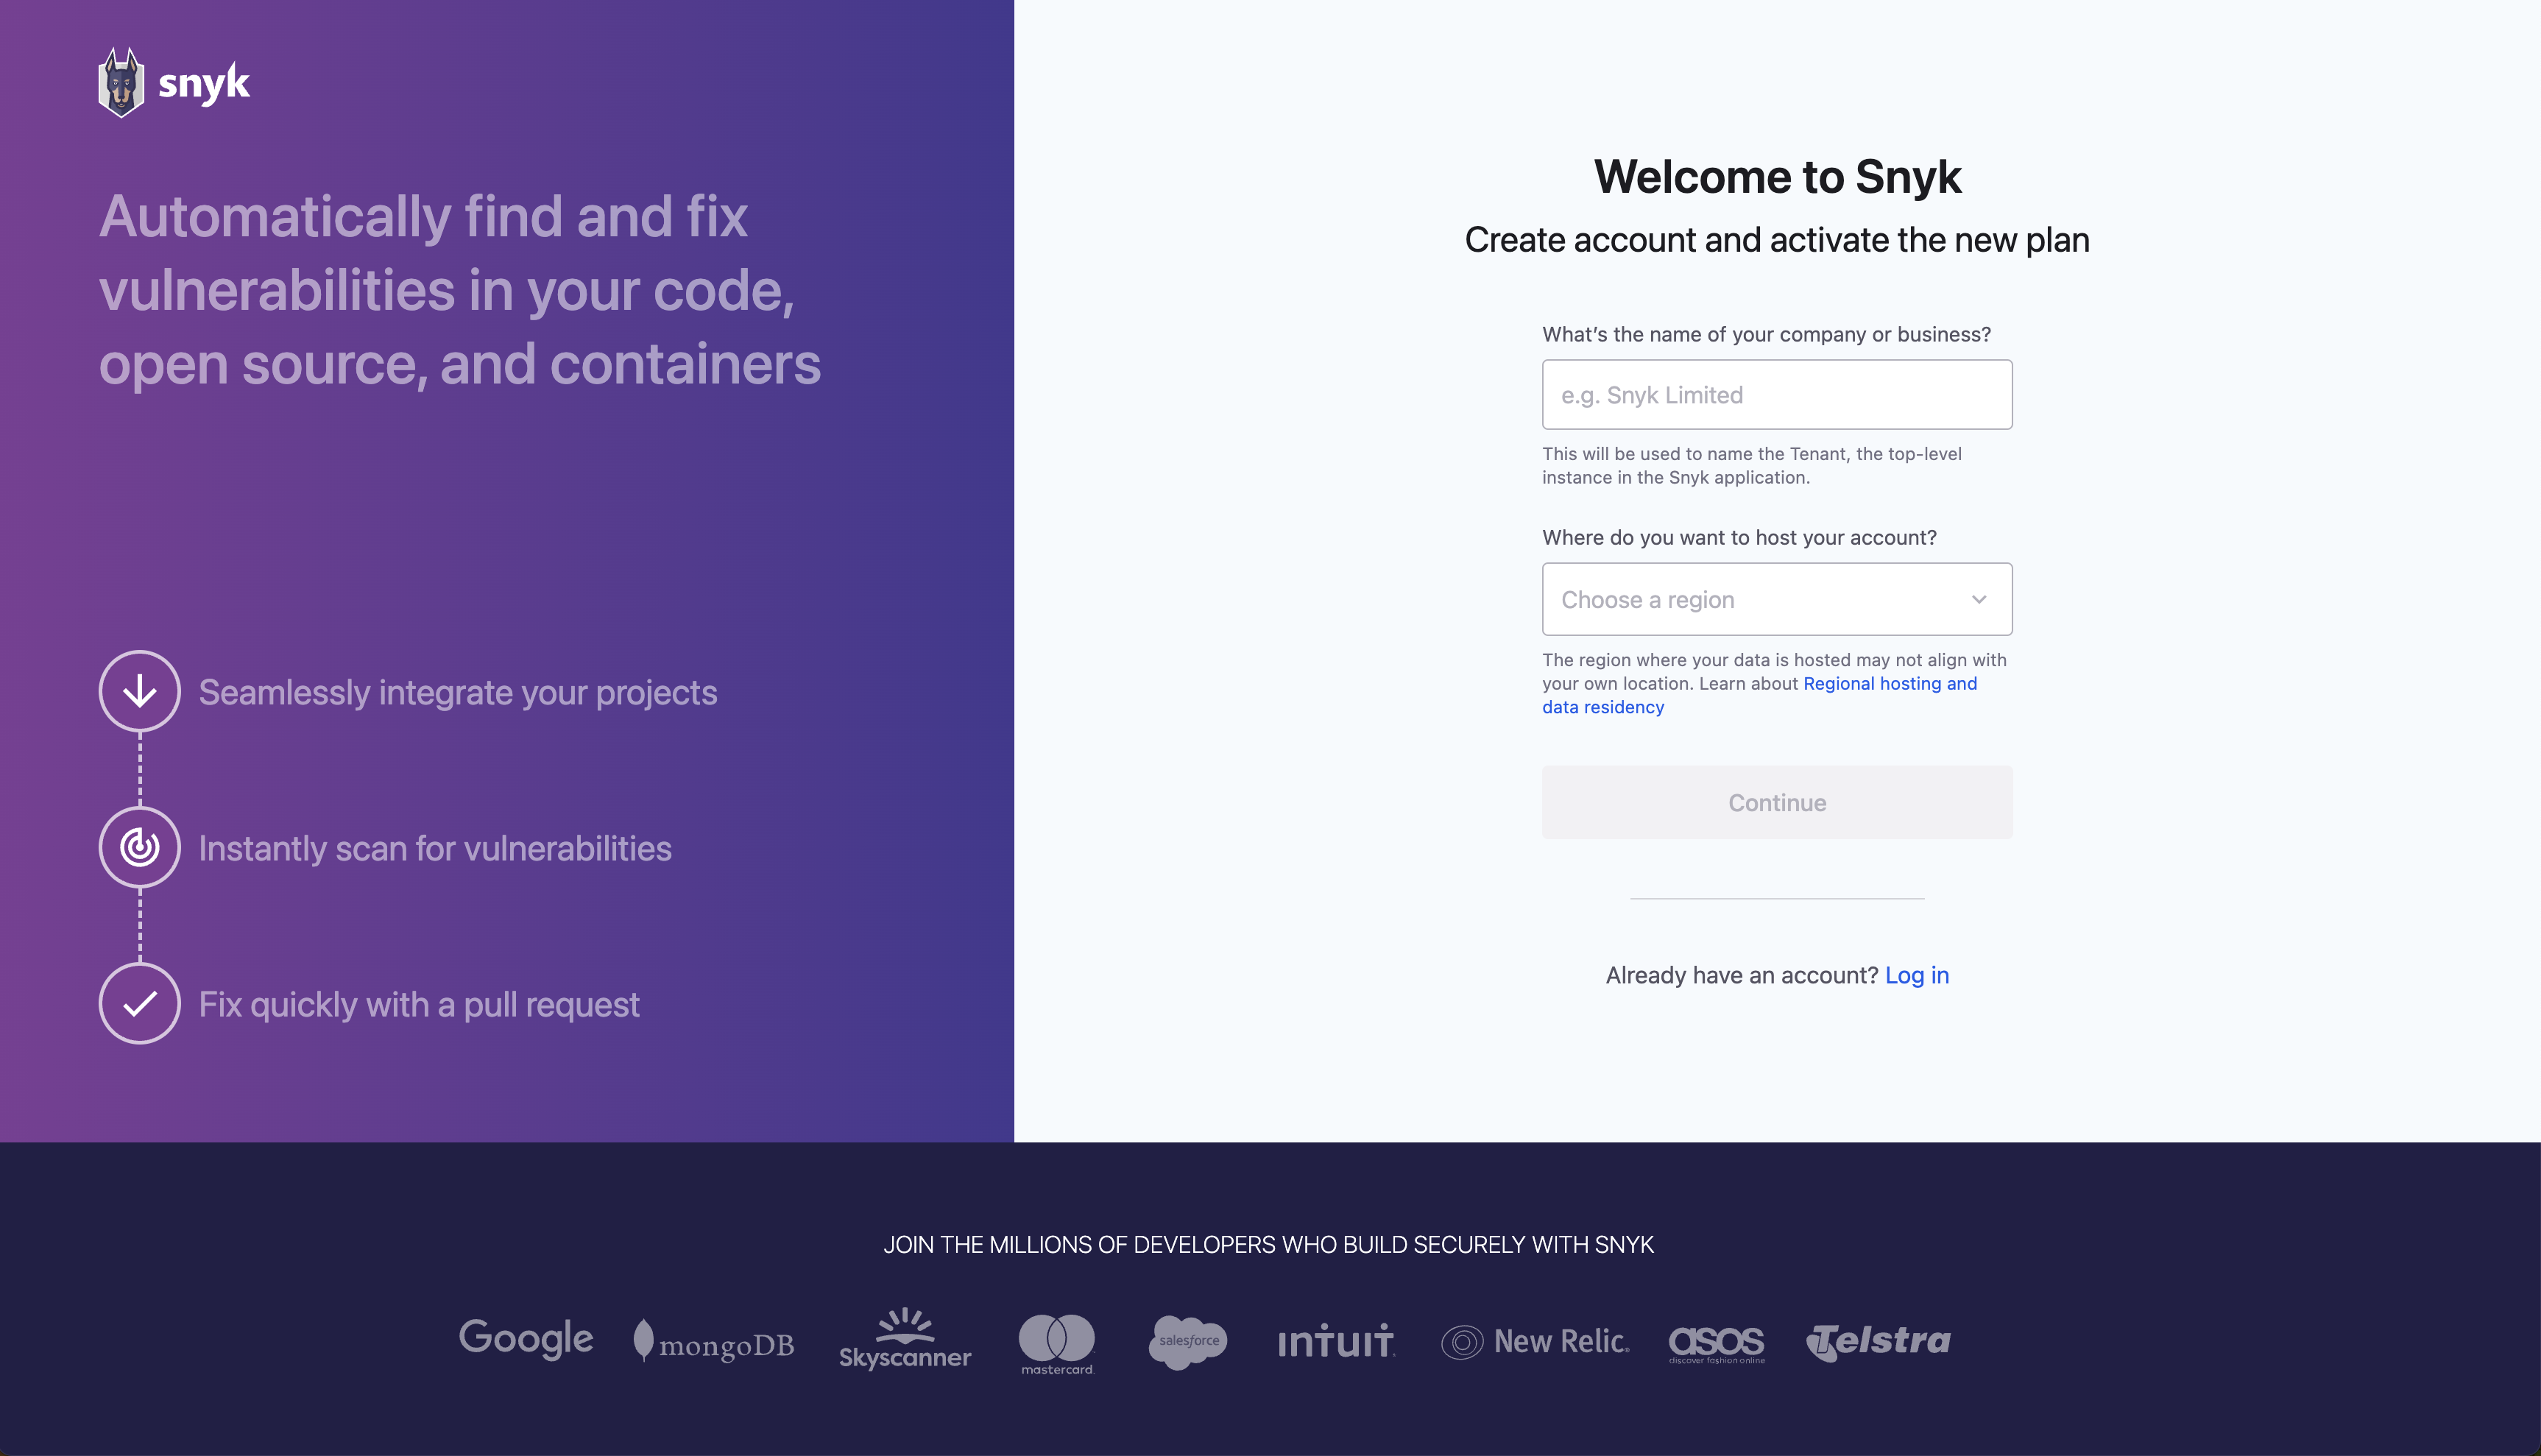 snyk
Automatically find and fix
vulnerabilities in your code,
open source, and containers
Seamlessly integrate your projects
Instantly scan for vulnerabilities
Fix quickly with a pull request
Welcome to Snyk
Create account and activate the new plan
What's the name of your company or business?
e.g. Snyk Limited
This will be used to name the Tenant, the top-level
instance in the Snyk application.
Where do you want to host your account?
Choose a region
The region where your data is hosted may not align with
your own location. Learn about Regional hosting and
data residency
Continue
Already have an account? Log in
JOIN THE MILLIONS OF DEVELOPERS WHO BUILD SECURELY WITH SNYK
Google
mongoDB
Skyscanner
mastercard.
salesforce
intuit.
New Relic.
asos
discover fashion online
Telstra